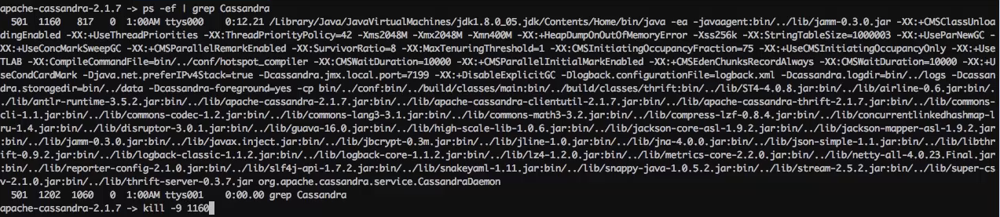 apache-cassandra-2.1.7 -> ps -ef | grep Cassandra
  501  1160   817   0  1:00AM ttys000    0:12.21 /Library/Java/JavaVirtualMachines/jdk1.8.0_05.jdk/Contents/Home/bin/java -ea -javaagent:bin/../lib/jamm-0.3.0.jar -XX:+CMSClassUnloa
dingEnabled -XX:+UseThreadPriorities -XX:ThreadPriorityPolicy=42 -Xms2048M -Xmx2048M -Xmn400M -XX:+HeapDumpOnOutOfMemoryError -Xss256k -XX:StringTableSize=1000003 -XX:+UseParNewGC -
XX:+UseConcMarkSweepGC -XX:+CMSParallelRemarkEnabled -XX:SurvivorRatio=8 -XX:MaxTenuringThreshold=1 -XX:CMSInitiatingOccupancyFraction=75 -XX:+UseCMSInitiatingOccupancyOnly -XX:+Use
TLAB -XX:CompileCommandFile=bin/../conf/hotspot_compiler -XX:CMSWaitDuration=10000 -XX:+CMSParallelInitialMarkEnabled -XX:+CMSEdenChunksRecordAlways -XX:CMSWaitDuration=10000 -XX:+U
seCondCardMark -Djava.net.preferIPv4Stack=true -Dcassandra.jmx.local.port=7199 -XX:+DisableExplicitGC -Dlogback.configurationFile=logback.xml -Dcassandra.logdir=bin/../logs -Dcassan
dra.storagedir=bin/../data -Dcassandra-foreground=yes -cp bin/../conf:bin/../build/classes/main:bin/../build/classes/thrift:bin/../lib/ST4-4.0.8.jar:bin/../lib/airline-0.6.jar:bin/.
./lib/antlr-runtime-3.5.2.jar:bin/../lib/apache-cassandra-2.1.7.jar:bin/../lib/apache-cassandra-clientutil-2.1.7.jar:bin/../lib/apache-cassandra-thrift-2.1.7.jar:bin/../lib/commons-
cli-1.1.jar:bin/../lib/commons-codec-1.2.jar:bin/../lib/commons-lang3-3.1.jar:bin/../lib/commons-math3-3.2.jar:bin/../lib/compress-lzf-0.8.4.jar:bin/../lib/concurrentlinkedhashmap-l
ru-1.4.jar:bin/../lib/disruptor-3.0.1.jar:bin/../lib/guava-16.0.jar:bin/../lib/high-scale-lib-1.0.6.jar:bin/../lib/jackson-core-asl-1.9.2.jar:bin/../lib/jackson-mapper-asl-1.9.2.jar
:bin/../lib/jamm-0.3.0.jar:bin/../lib/javax.inject.jar:bin/../lib/jbcrypt-0.3m.jar:bin/../lib/jline-1.0.jar:bin/../lib/jna-4.0.0.jar:bin/../lib/json-simple-1.1.jar:bin/../lib/libthr
ift-0.9.2.jar:bin/../lib/logback-classic-1.1.2.jar:bin/../lib/logback-core-1.1.2.jar:bin/../lib/lz4-1.2.0.jar:bin/../lib/metrics-core-2.2.0.jar:bin/../lib/netty-all-4.0.23.Final.jar
:bin/../lib/reporter-config-2.1.0.jar:bin/../lib/slf4j-api-1.7.2.jar:bin/../lib/snakeyaml-1.11.jar:bin/../lib/snappy-java-1.0.5.2.jar:bin/../lib/stream-2.5.2.jar:bin/../lib/super-cs
v-2.1.0.jar:bin/../lib/thrift-server-0.3.7.jar org.apache.cassandra.service.CassandraDaemon
  501  1202  1060   0  1:00AM ttys001    0:00.00 grep Cassandra
apache-cassandra-2.1.7 -> kill -9 1160